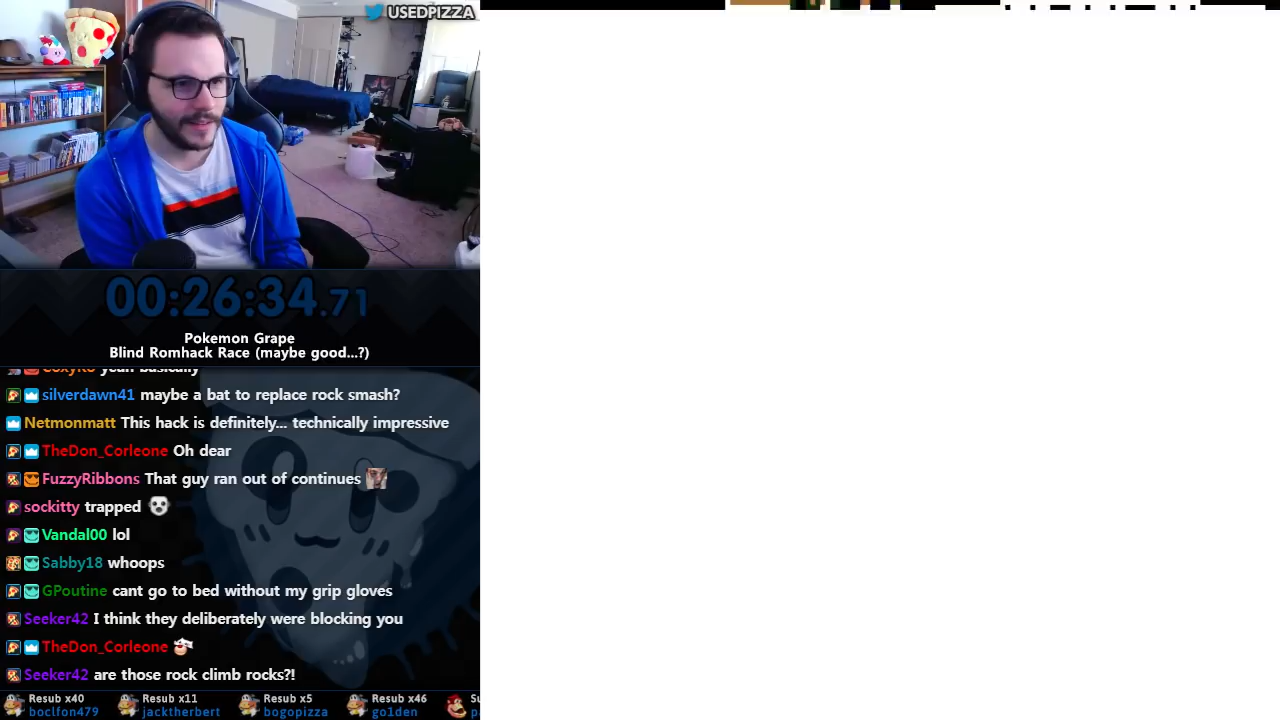 USEDPIZZA
00:26:34.71
Pokemon Grape
Blind Romhack Race (maybe good...?)
CoxyRo yeah basically
silverdawn41 maybe a bat to replace rock smash?
Netmonmatt This hack is definitely... technically impressive
TheDon_Corleone Oh dear
FuzzyRibbons That guy ran out of continues
sockitty trapped
Vandal00 lol
Sabby18 whoops
GPoutine cant go to bed without my grip gloves
Seeker42 I think they deliberately were blocking you
TheDon_Corleone
Seeker42 are those rock climb rocks?!
Resub x40 Resub x11 Resub x5 Resub x46
boclfon479 jacktherbert bogopizza go1den